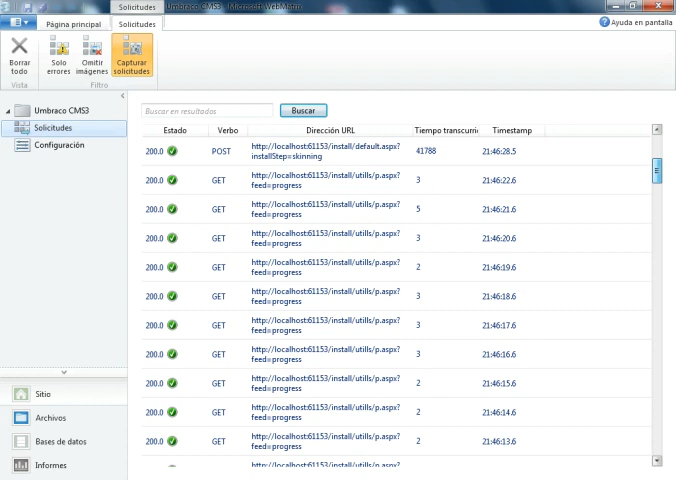 Solicitudes
Umbraco CMS3 - Microsoft WebMatrix
Página principal
Solicitudes
Ayuda en pantalla
Borrar todo
Solo errores
Omitir imágenes
Capturar solicitudes
Vista
Filtro
Umbraco CMS3
Solicitudes
Configuración
Sitio
Archivos
Bases de datos
Informes
Buscar en resultados
Buscar
Estado Verbo Dirección URL Tiempo transcurri Timestamp
200.0 POST http://localhost:61153/install/default.aspx? 41788 21:46:28.5
installStep=skinning
200.0 GET http://localhost:61153/install/utills/p.aspx? 3 21:46:22.6
feed=progress
200.0 GET http://localhost:61153/install/utills/p.aspx? 5 21:46:21.6
feed=progress
200.0 GET http://localhost:61153/install/utills/p.aspx? 3 21:46:20.6
feed=progress
200.0 GET http://localhost:61153/install/utills/p.aspx? 2 21:46:19.6
feed=progress
200.0 GET http://localhost:61153/install/utills/p.aspx? 3 21:46:18.6
feed=progress
200.0 GET http://localhost:61153/install/utills/p.aspx? 3 21:46:17.6
feed=progress
200.0 GET http://localhost:61153/install/utills/p.aspx? 3 21:46:16.6
feed=progress
200.0 GET http://localhost:61153/install/utills/p.aspx? 2 21:46:15.6
feed=progress
200.0 GET http://localhost:61153/install/utills/p.aspx? 2 21:46:14.6
feed=progress
200.0 GET http://localhost:61153/install/utills/p.aspx? 2 21:46:13.6
feed=progress
http://localhost:61153/install/utills/p.aspx?